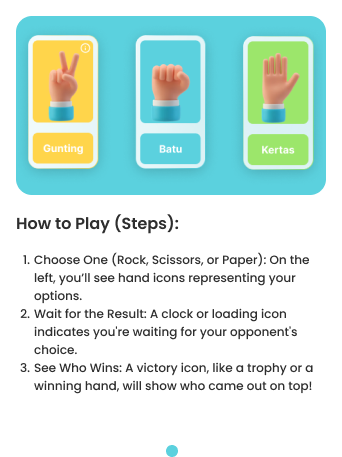 Gunting
Batu
Kertas
How to Play (Steps):
1. Choose One (Rock, Scissors, or Paper): On the
left, you'll see hand icons representing your
options.
2. Wait for the Result: A clock or loading icon
indicates you're waiting for your opponent's
choice.
3. See Who Wins: A victory icon, like a trophy or a
winning hand, will show who came out on top!